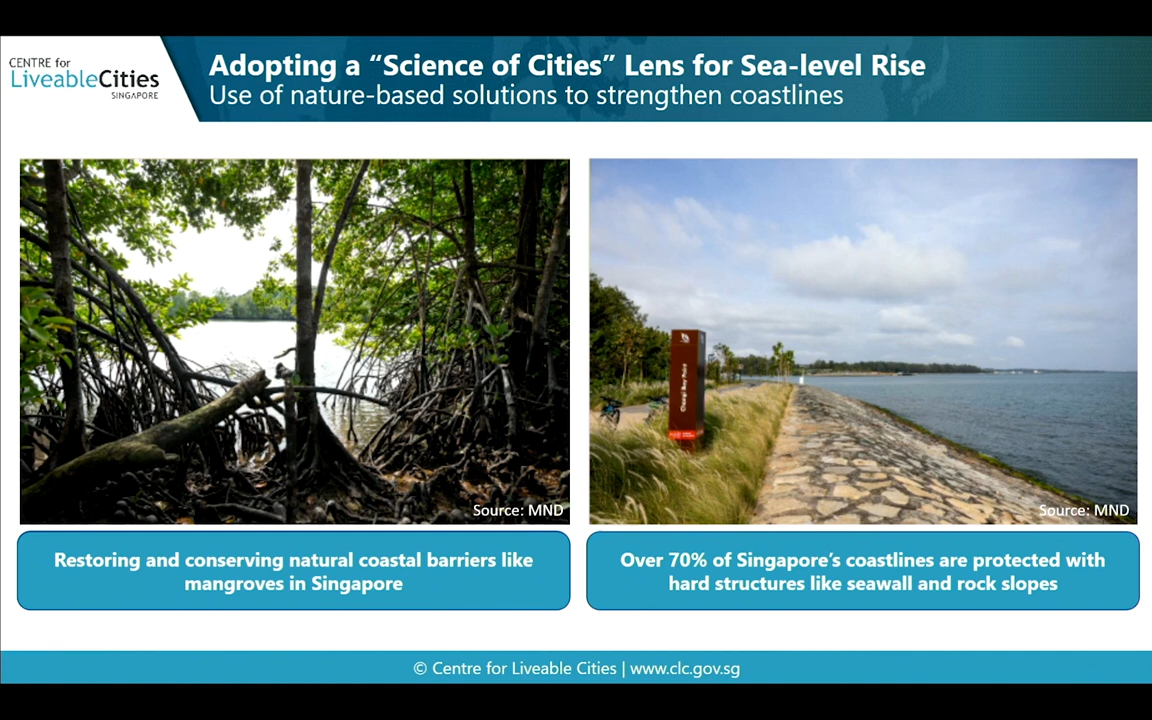 CENTRE for
LiveableCities
SINGAPORE
Adopting a “Science of Cities” Lens for Sea-level Rise
Use of nature-based solutions to strengthen coastlines
Changi Bay Point
Source: MND
Source: MND
Restoring and conserving natural coastal barriers like
mangroves in Singapore
Over 70% of Singapore’s coastlines are protected with
hard structures like seawall and rock slopes
© Centre for Liveable Cities | www.clc.gov.sg